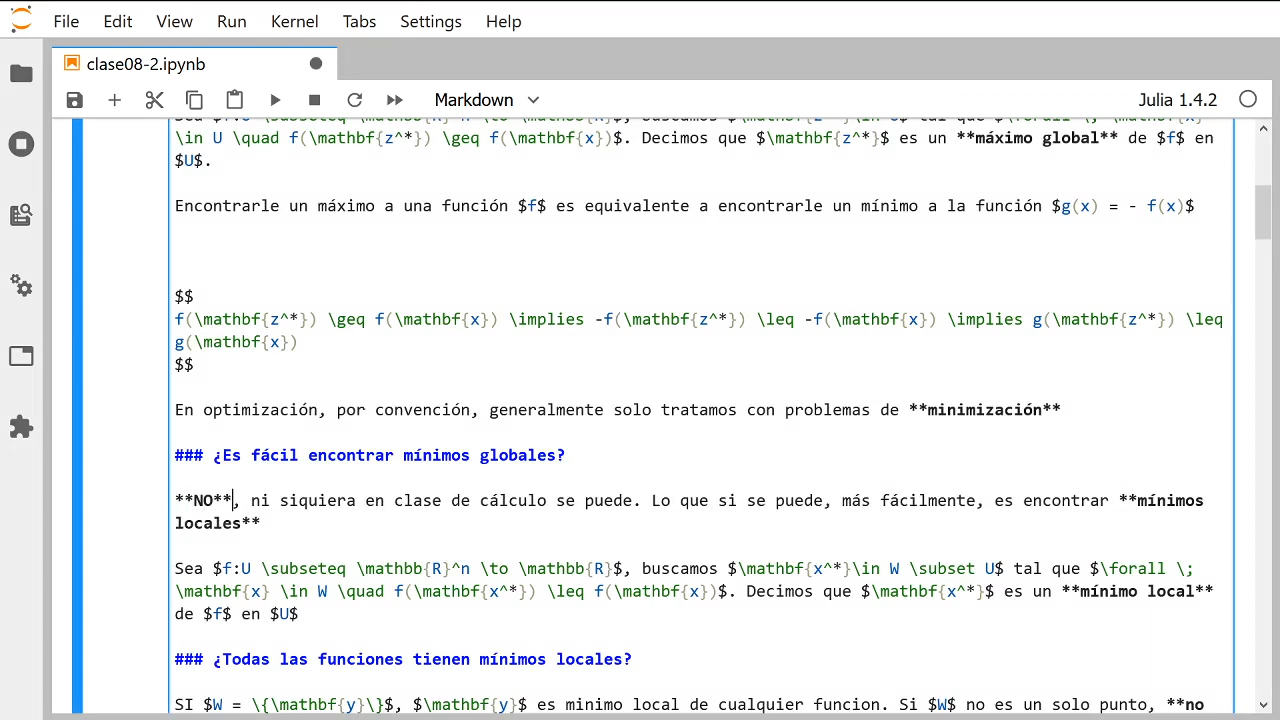 File Edit View Run Kernel Tabs Settings Help
clase08-2.ipynb
Markdown
Julia 1.4.2
\in U \quad f(\mathbf{z^*}) \geq f(\mathbf{x})$. Decimos que $\mathbf{z^*}$ es un **máximo global** de $f$ en
$U$.
Encontrarle un máximo a una función $f$ es equivalente a encontrarle un mínimo a la función $g(x) = - f(x)$
$$
f(\mathbf{z^*}) \geq f(\mathbf{x}) \implies -f(\mathbf{z^*}) \leq -f(\mathbf{x}) \implies g(\mathbf{z^*}) \leq
g(\mathbf{x})
$$
En optimización, por convención, generalmente solo tratamos con problemas de **minimización**
### ¿Es fácil encontrar mínimos globales?
**NO**, ni siquiera en clase de cálculo se puede. Lo que si se puede, más fácilmente, es encontrar **mínimos
locales**
Sea $f:U \subseteq \mathbb{R}^n \to \mathbb{R}$, buscamos $\mathbf{x^*}\in W \subset U$ tal que $\forall \;
\mathbf{x} \in W \quad f(\mathbf{x^*}) \leq f(\mathbf{x})$. Decimos que $\mathbf{x^*}$ es un **mínimo local**
de $f$ en $U$
### ¿Todas las funciones tienen mínimos locales?
SI $W = \{\mathbf{y}\}$, $\mathbf{y}$ es minimo local de cualquier funcion. Si $W$ no es un solo punto, **no